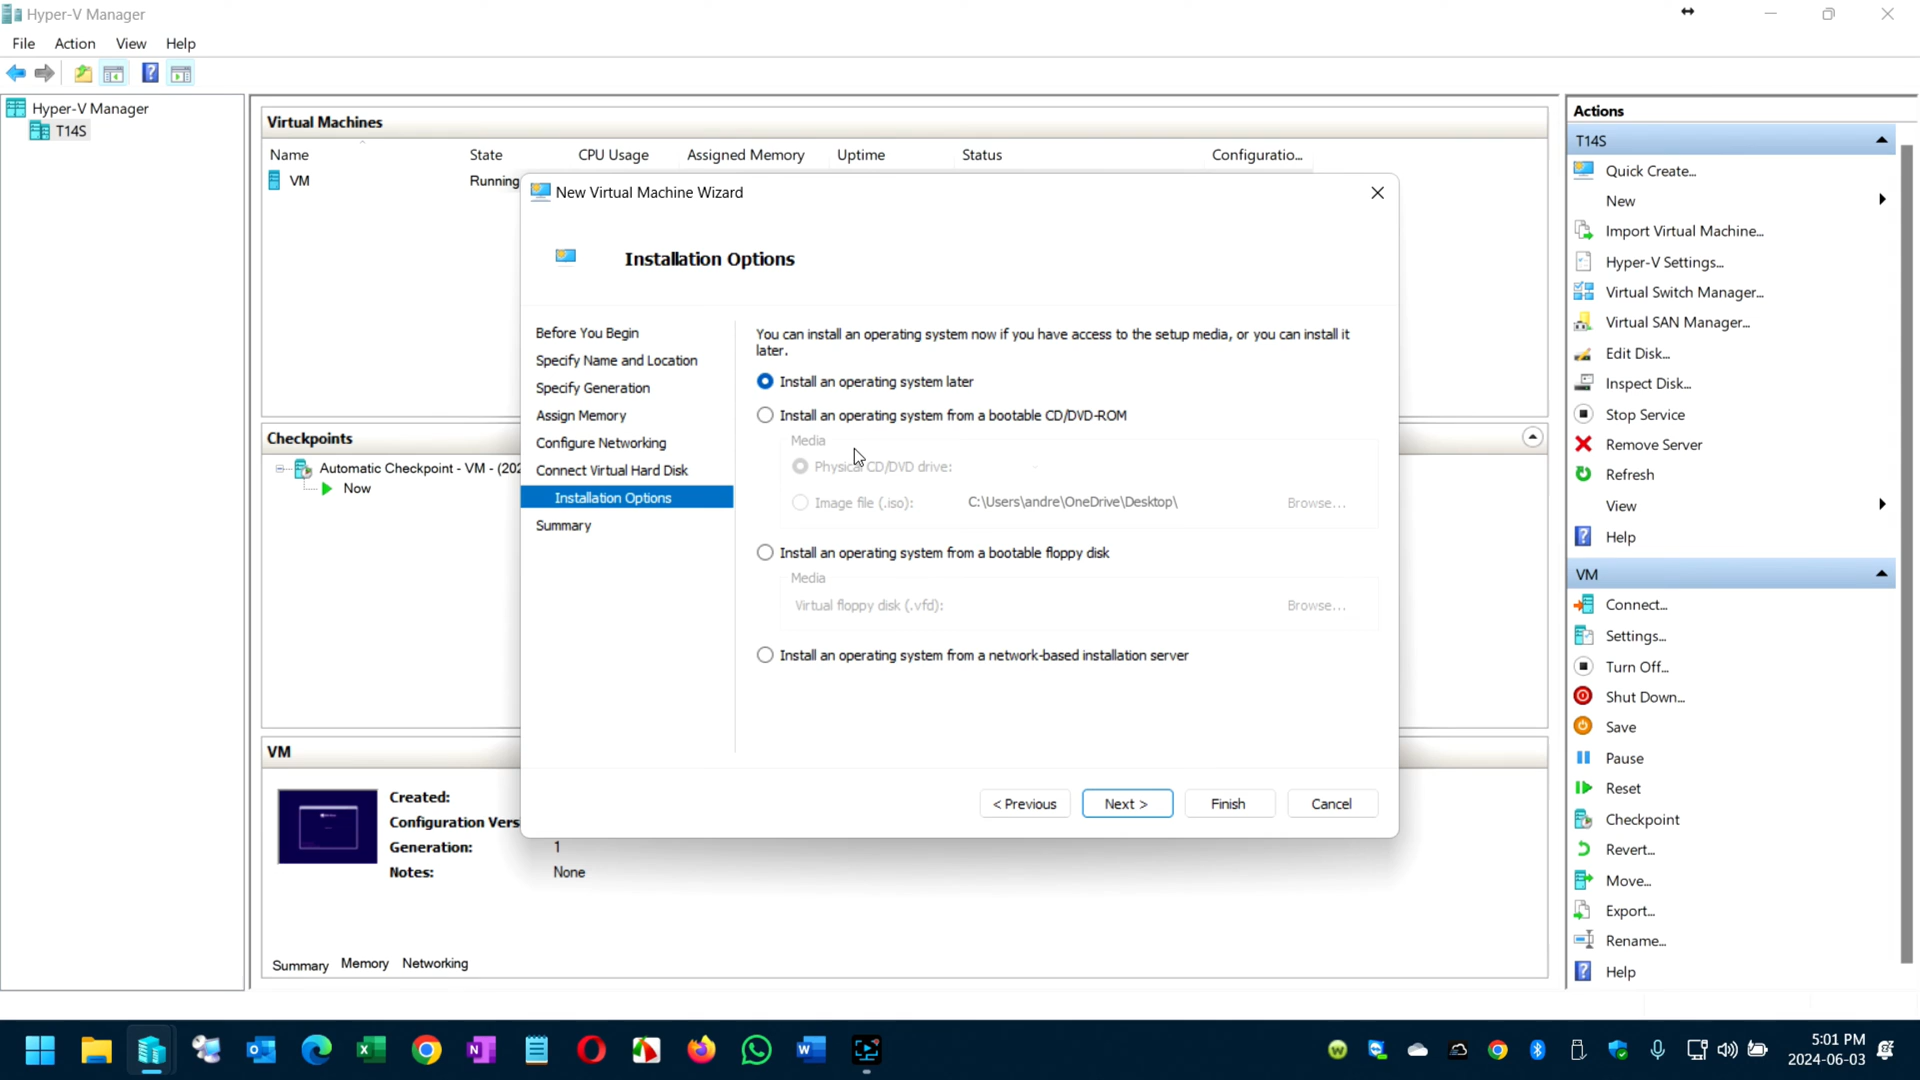 Hyper-V Manager
File Action View Help
Hyper-V Manager
T14S
Virtual Machines
Name State CPU Usage Assigned Memory Uptime Status Configuratio...
VM Running
Checkpoints
Automatic Checkpoint - VM - (202
Now
VM
Created:
Configuration Vers
Generation: 1
Notes: None
Summary Memory Networking
New Virtual Machine Wizard
Installation Options
Before You Begin
Specify Name and Location
Specify Generation
Assign Memory
Configure Networking
Connect Virtual Hard Disk
Installation Options
Summary
You can install an operating system now if you have access to the setup media, or you can install it
later.
Install an operating system later
Install an operating system from a bootable CD/DVD-ROM
Media
Physical CD/DVD drive:
Image file (.iso): C:\Users\andre\OneDrive\Desktop\ Browse...
Install an operating system from a bootable floppy disk
Media
Virtual floppy disk (.vfd): Browse...
Install an operating system from a network-based installation server
< Previous Next > Finish Cancel
Actions
T14S
Quick Create...
New
Import Virtual Machine...
Hyper-V Settings...
Virtual Switch Manager...
Virtual SAN Manager...
Edit Disk...
Inspect Disk...
Stop Service
Remove Server
Refresh
View
Help
VM
Connect...
Settings...
Turn Off...
Shut Down...
Save
Pause
Reset
Checkpoint
Revert...
Move...
Export...
Rename...
Help
5:01 PM
2024-06-03